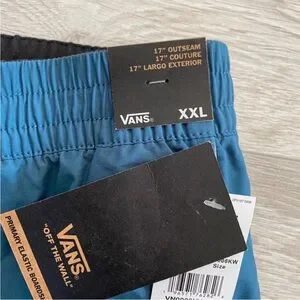 17" OUTSEAM
17" COUTURE
17" LARGO EXTERIOR
VANS®
XXL
VANS®
"OFF THE WALL"
PRIMARY ELASTIC BOARDS
Size